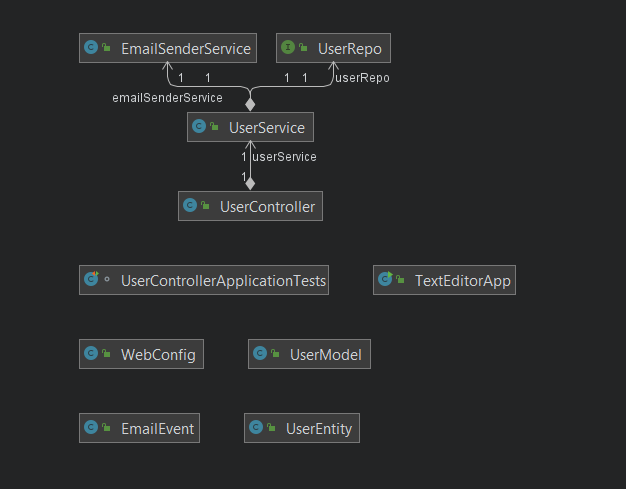 EmailSenderService
UserRepo
1 1
1 1
userRepo
emailSenderService
UserService
1 userService
1
UserController
UserControllerApplicationTests
TextEditorApp
WebConfig
UserModel
EmailEvent
UserEntity